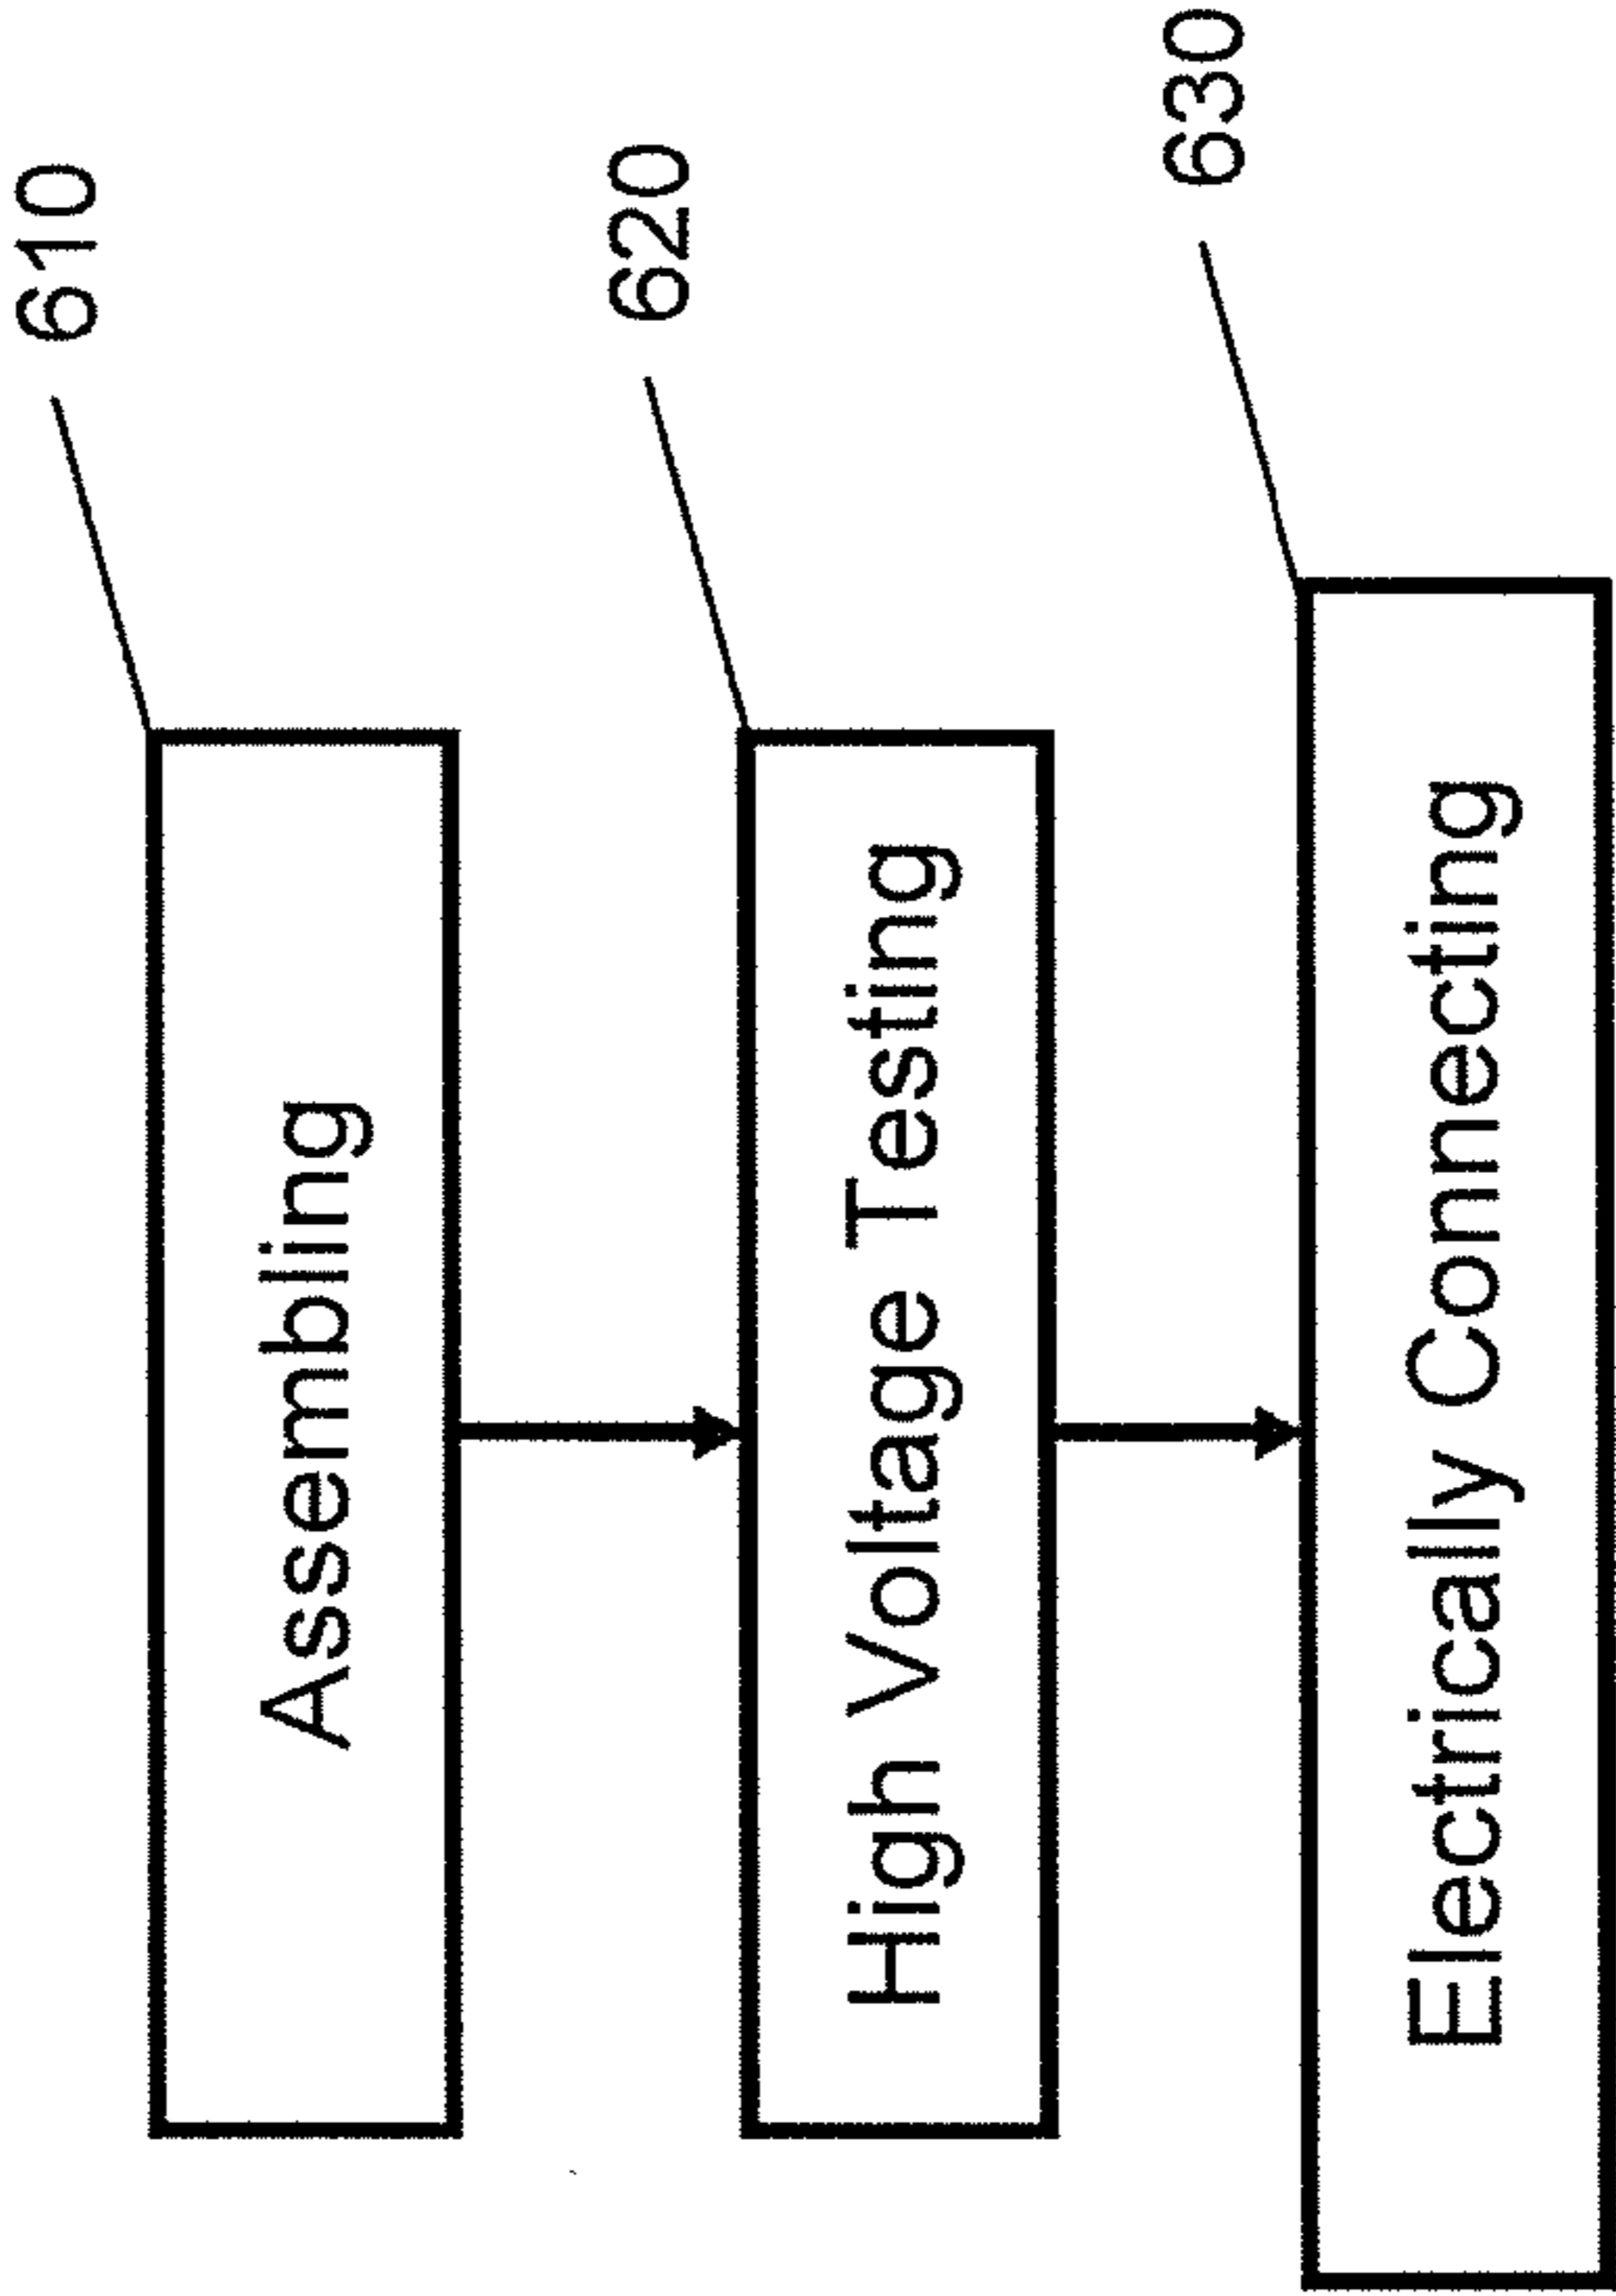 610
Assembling
620
High Voltage Testing
630
Electrically Connecting